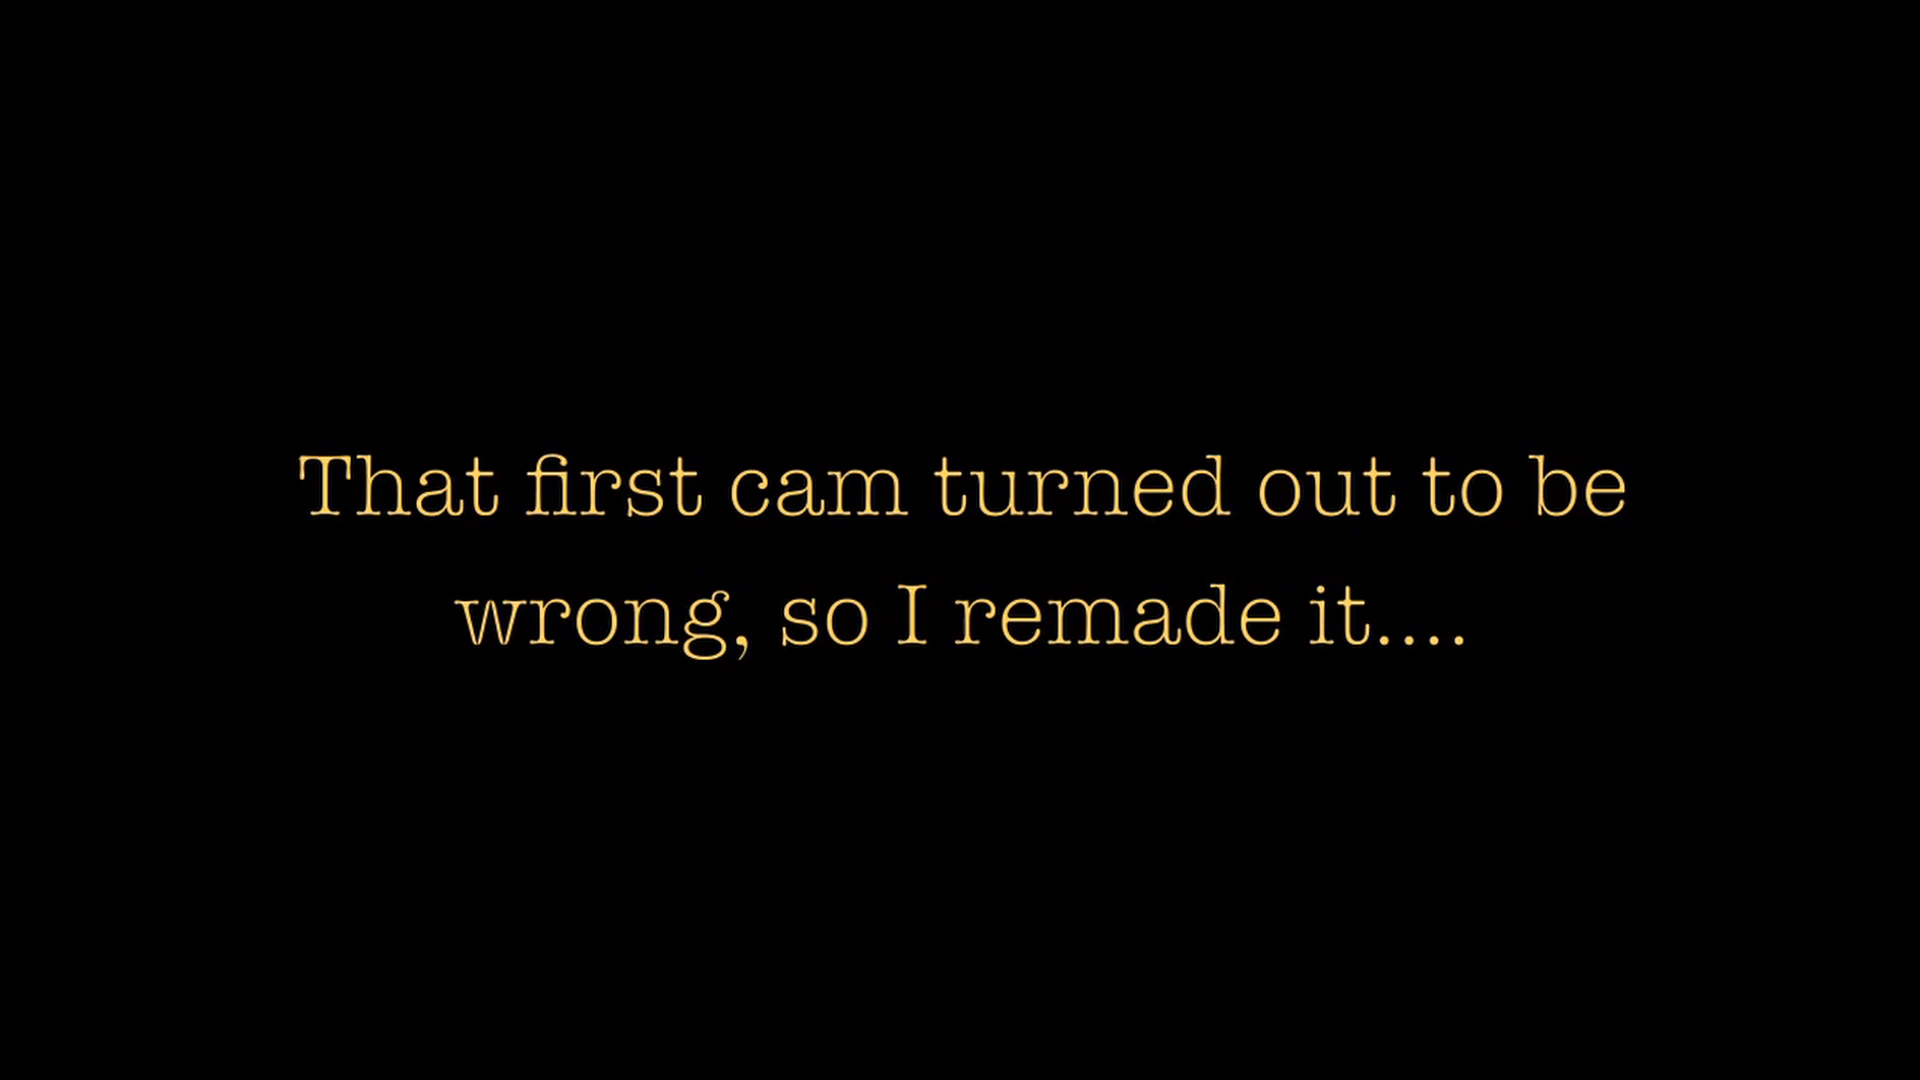 That first cam turned out to be
wrong, so I remade it....